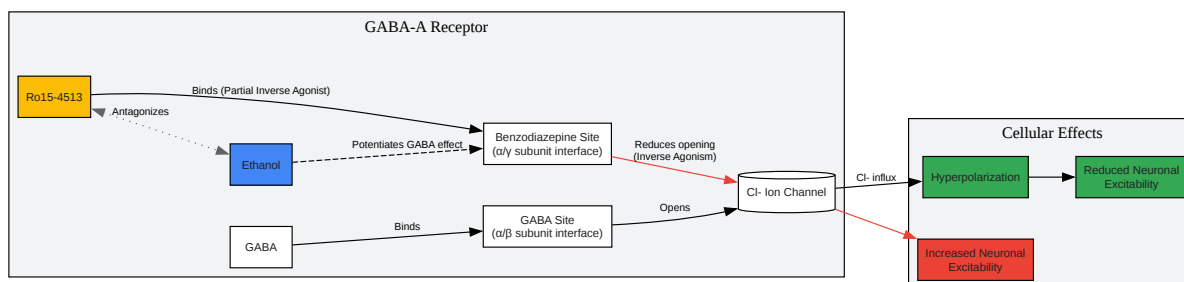 GABA-A Receptor
Ro15-4513
Binds (Partial Inverse Agonist)
Antagonizes
Ethanol
Potentiates GABA effect
Benzodiazepine Site
(α/γ subunit interface)
Reduces opening
(Inverse Agonism)
GABA
Binds
GABA Site
(α/β subunit interface)
Opens
Cl- Ion Channel
Cl- influx
Cellular Effects
Hyperpolarization
Reduced Neuronal
Excitability
Increased Neuronal
Excitability